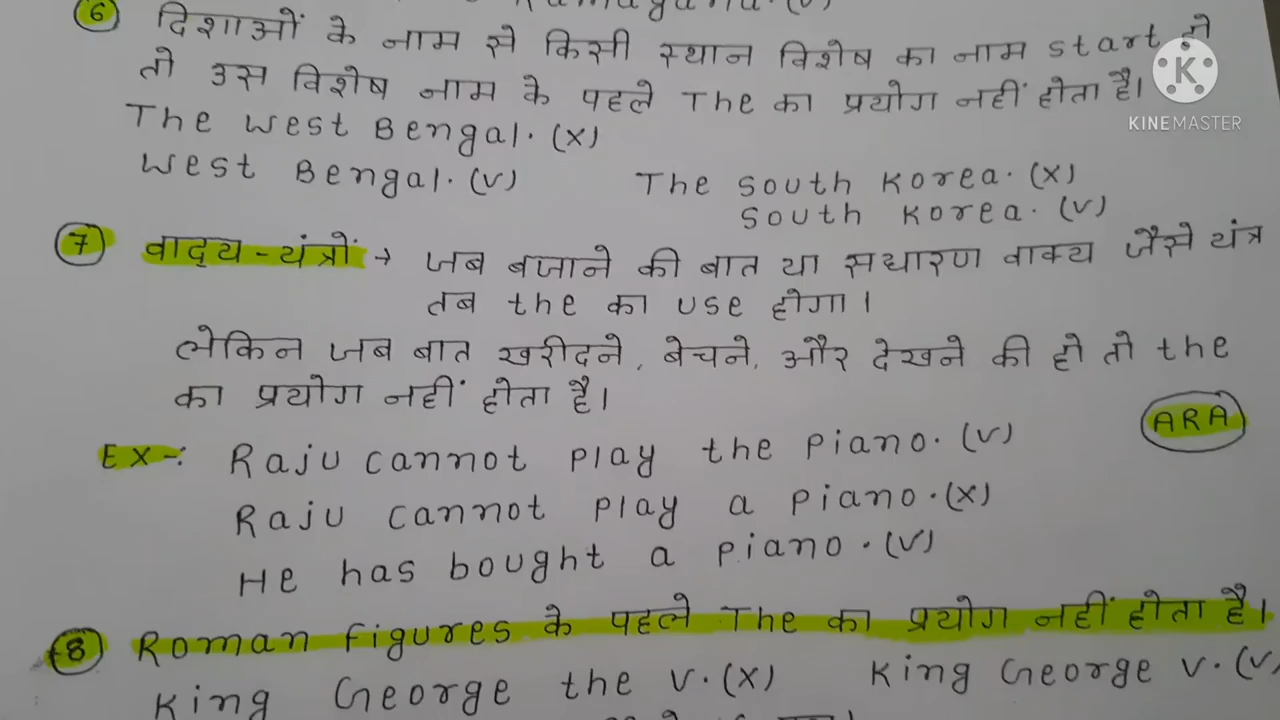 ⑥ दिशाओं के नाम से किसी स्थान विशेष का नाम start हो
तो उस विशेष नाम के पहले The का प्रयोग नहीं होता है।
KINEMASTER
The West Bengal. (x)
West Bengal. (v)
The South Korea. (x)
South Korea. (v)
⑦ वाद्य-यंत्रों → जब बजाने की बात या सधारण वाक्य जैसे यंत्र
तब the का use होगा।
लेकिन जब बात खरीदने, बेचने, और देखने की हो तो the
का प्रयोग नहीं होता है।
ARA
EX-: Raju cannot play the piano. (v)
Raju cannot play a piano. (x)
He has bought a piano. (v)
⑧ Roman figures के पहले The का प्रयोग नहीं होता है।
King George the V. (x) King George V. (v)